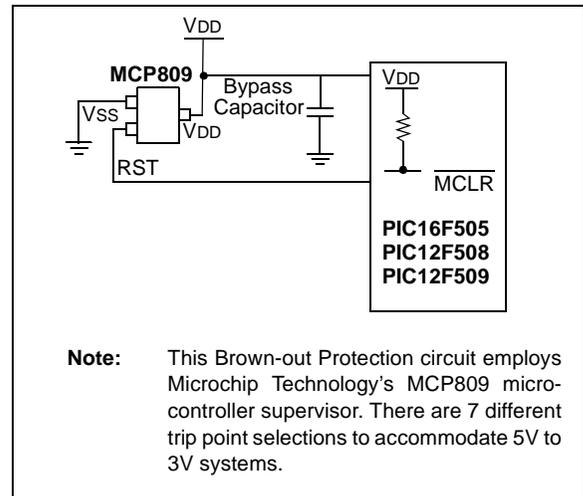 VDD
MCP809
Bypass
Capacitor
VDD
VSS
VDD
RST
MCLR
PIC16F505
PIC12F508
PIC12F509
Note: This Brown-out Protection circuit employs
Microchip Technology's MCP809 micro-
controller supervisor. There are 7 different
trip point selections to accommodate 5V to
3V systems.